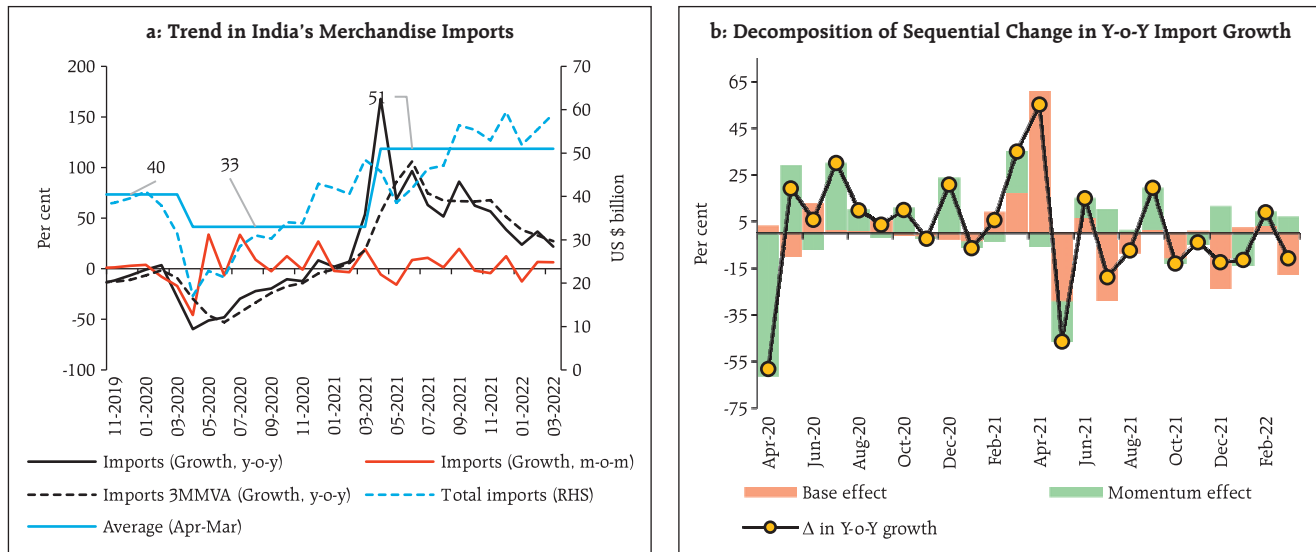 a: Trend in India's Merchandise Imports
200
150
100
50
0
-50
-100
Per cent
70
60
50
40
30
20
10
0
US $ billion
40
33
51
11-2019
01-2020
03-2020
05-2020
07-2020
09-2020
11-2020
01-2021
03-2021
05-2021
07-2021
09-2021
11-2021
01-2022
03-2022
Imports (Growth, y-o-y)
Imports (Growth, m-o-m)
Imports 3MMVA (Growth, y-o-y)
Total imports (RHS)
Average (Apr-Mar)
b: Decomposition of Sequential Change in Y-o-Y Import Growth
65
45
25
5
-15
-35
-55
-75
Per cent
Apr-20
Jun-20
Aug-20
Oct-20
Dec-20
Feb-21
Apr-21
Jun-21
Aug-21
Oct-21
Dec-21
Feb-22
Base effect
Momentum effect
Δ in Y-o-Y growth